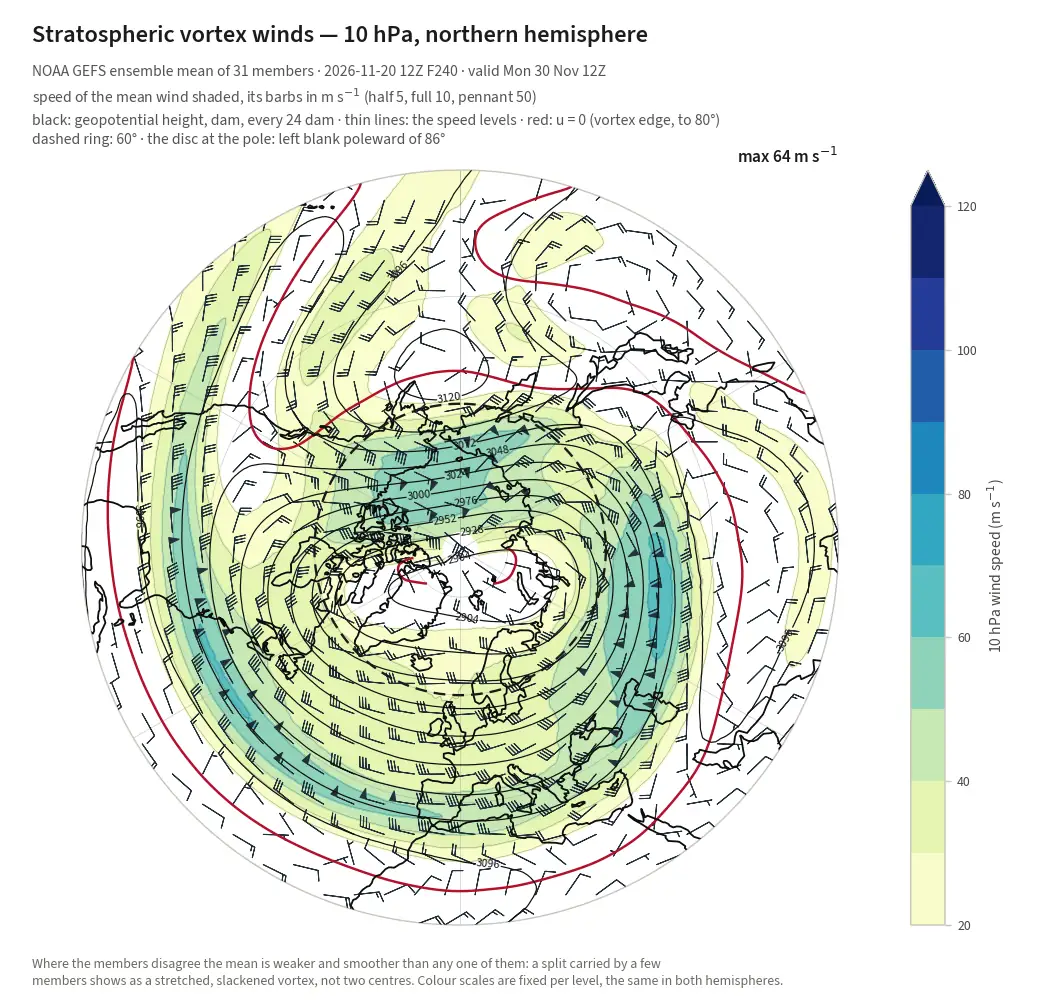 Stratospheric vortex winds — 10 hPa, northern hemisphere
NOAA GEFS ensemble mean of 31 members · 2026-11-20 12Z F240 · valid Mon 30 Nov 12Z
speed of the mean wind shaded, its barbs in m s⁻¹ (half 5, full 10, pennant 50)
black: geopotential height, dam, every 24 dam · thin lines: the speed levels · red: u = 0 (vortex edge, to 80°)
dashed ring: 60° · the disc at the pole: left blank poleward of 86°
max 64 m s⁻¹
120
100
80
60
40
20
10 hPa wind speed (m s⁻¹)
3120
3048
3000
2976
2952
2928
2904
3096
Where the members disagree the mean is weaker and smoother than any one of them: a split carried by a few
members shows as a stretched, slackened vortex, not two centres. Colour scales are fixed per level, the same in both hemispheres.